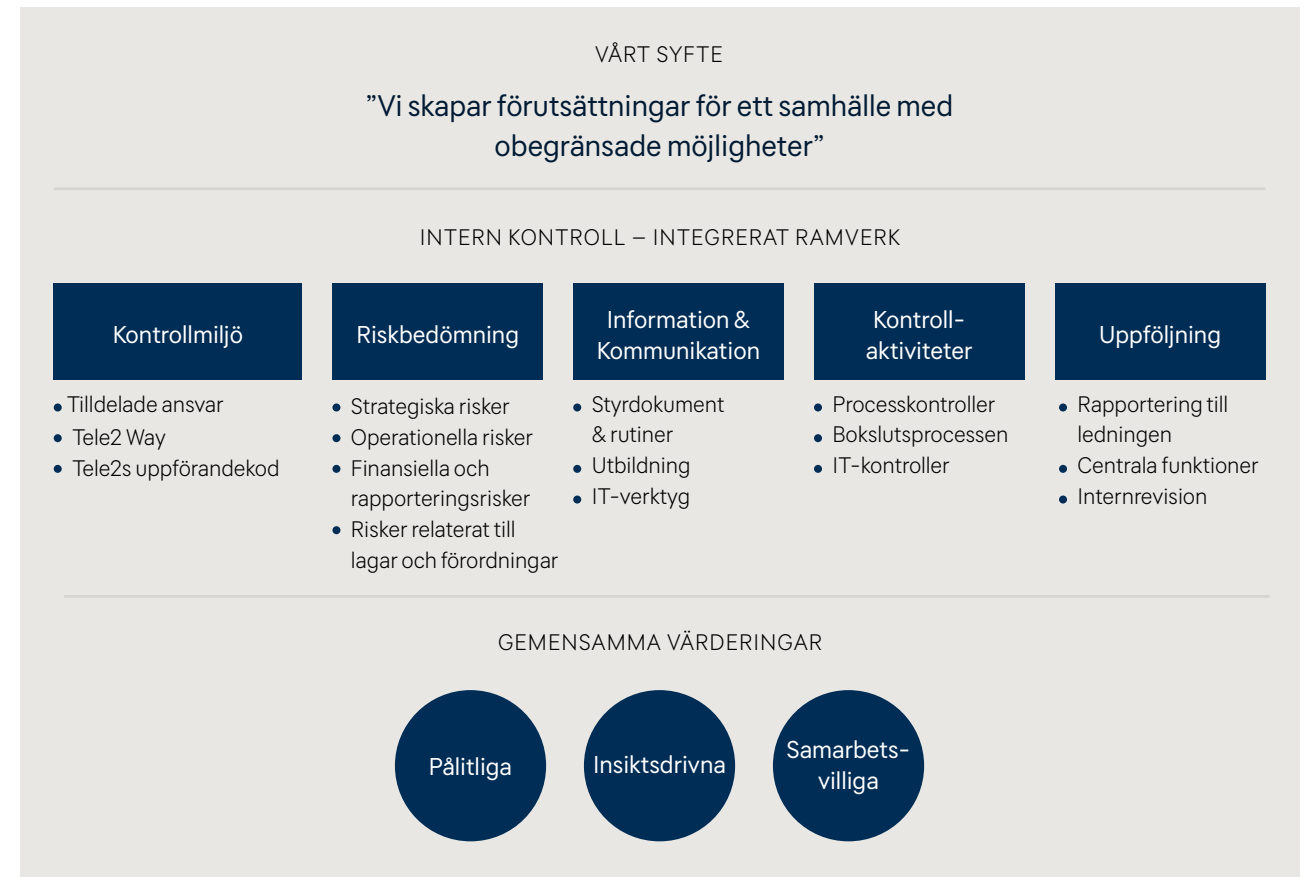 VÅRT SYFTE
”Vi skapar förutsättningar för ett samhälle med
obegränsade möjligheter”
INTERN KONTROLL – INTEGRERAT RAMVERK
Kontrollmiljö
• Tilldelade ansvar
• Tele2 Way
• Tele2s uppförandekod
Riskbedömning
• Strategiska risker
• Operationella risker
• Finansiella och
rapporteringsrisker
• Risker relaterat till
lagar och förordningar
Information &
Kommunikation
• Styrdokument
& rutiner
• Utbildning
• IT-verktyg
Kontroll-
aktiviteter
• Processkontroller
• Bokslutsprocessen
• IT-kontroller
Uppföljning
• Rapportering till
ledningen
• Centrala funktioner
• Internrevision
GEMENSAMMA VÄRDERINGAR
Pålitliga
Insiktsdrivna
Samarbets-
villiga